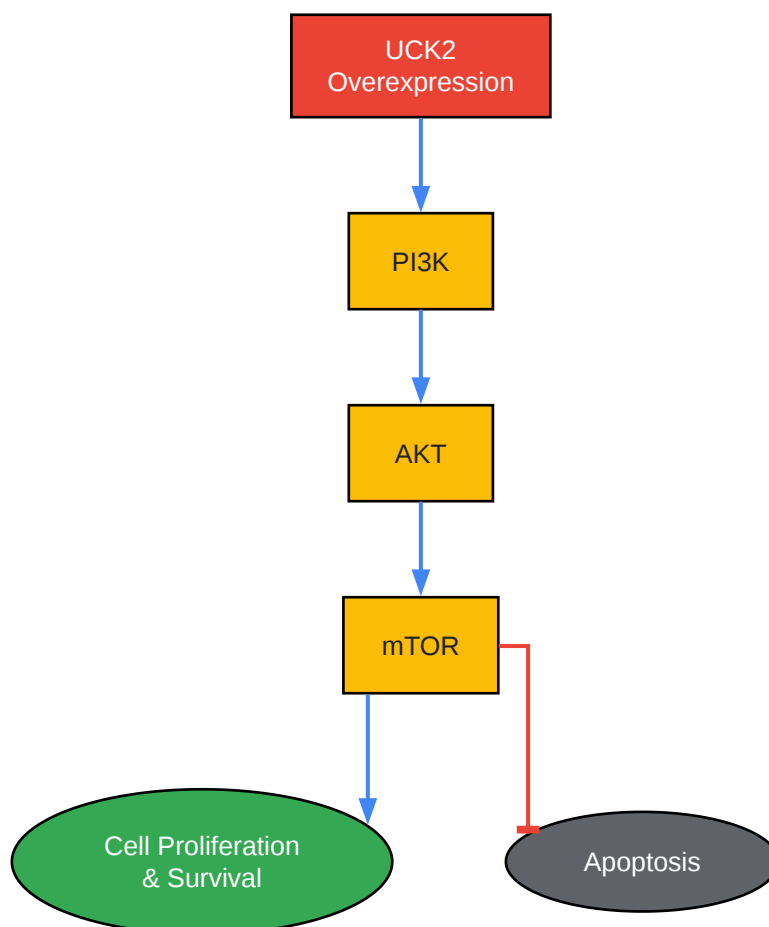 UCK2
Overexpression
PI3K
AKT
mTOR
Cell Proliferation
& Survival
Apoptosis